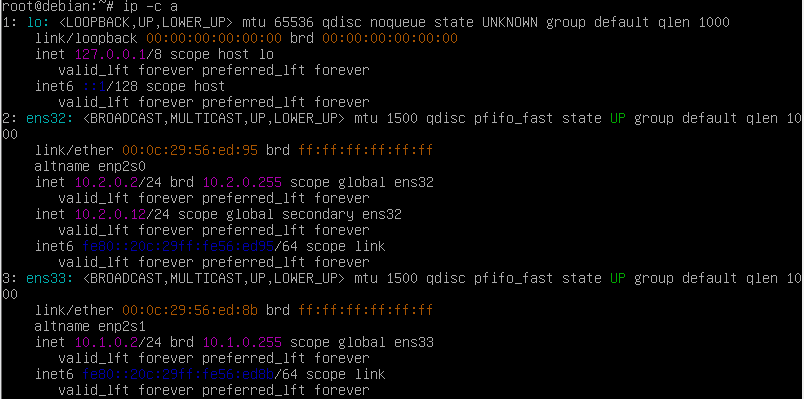 root@debian:~# ip -c a
1: lo: <LOOPBACK,UP,LOWER_UP> mtu 65536 qdisc noqueue state UNKNOWN group default qlen 1000
link/loopback 00:00:00:00:00:00 brd 00:00:00:00:00:00
inet 127.0.0.1/8 scope host lo
valid_lft forever preferred_lft forever
inet6 ::1/128 scope host
valid_lft forever preferred_lft forever
2: ens32: <BROADCAST,MULTICAST,UP,LOWER_UP> mtu 1500 qdisc pfifo_fast state UP group default qlen 10
00
link/ether 00:0c:29:56:ed:95 brd ff:ff:ff:ff:ff:ff
altname enp2s0
inet 10.2.0.2/24 brd 10.2.0.255 scope global ens32
valid_lft forever preferred_lft forever
inet 10.2.0.12/24 scope global secondary ens32
valid_lft forever preferred_lft forever
inet6 fe80::20c:29ff:fe56:ed95/64 scope link
valid_lft forever preferred_lft forever
3: ens33: <BROADCAST,MULTICAST,UP,LOWER_UP> mtu 1500 qdisc pfifo_fast state UP group default qlen 10
00
link/ether 00:0c:29:56:ed:8b brd ff:ff:ff:ff:ff:ff
altname enp2s1
inet 10.1.0.2/24 brd 10.1.0.255 scope global ens33
valid_lft forever preferred_lft forever
inet6 fe80::20c:29ff:fe56:ed8b/64 scope link
valid_lft forever preferred_lft forever